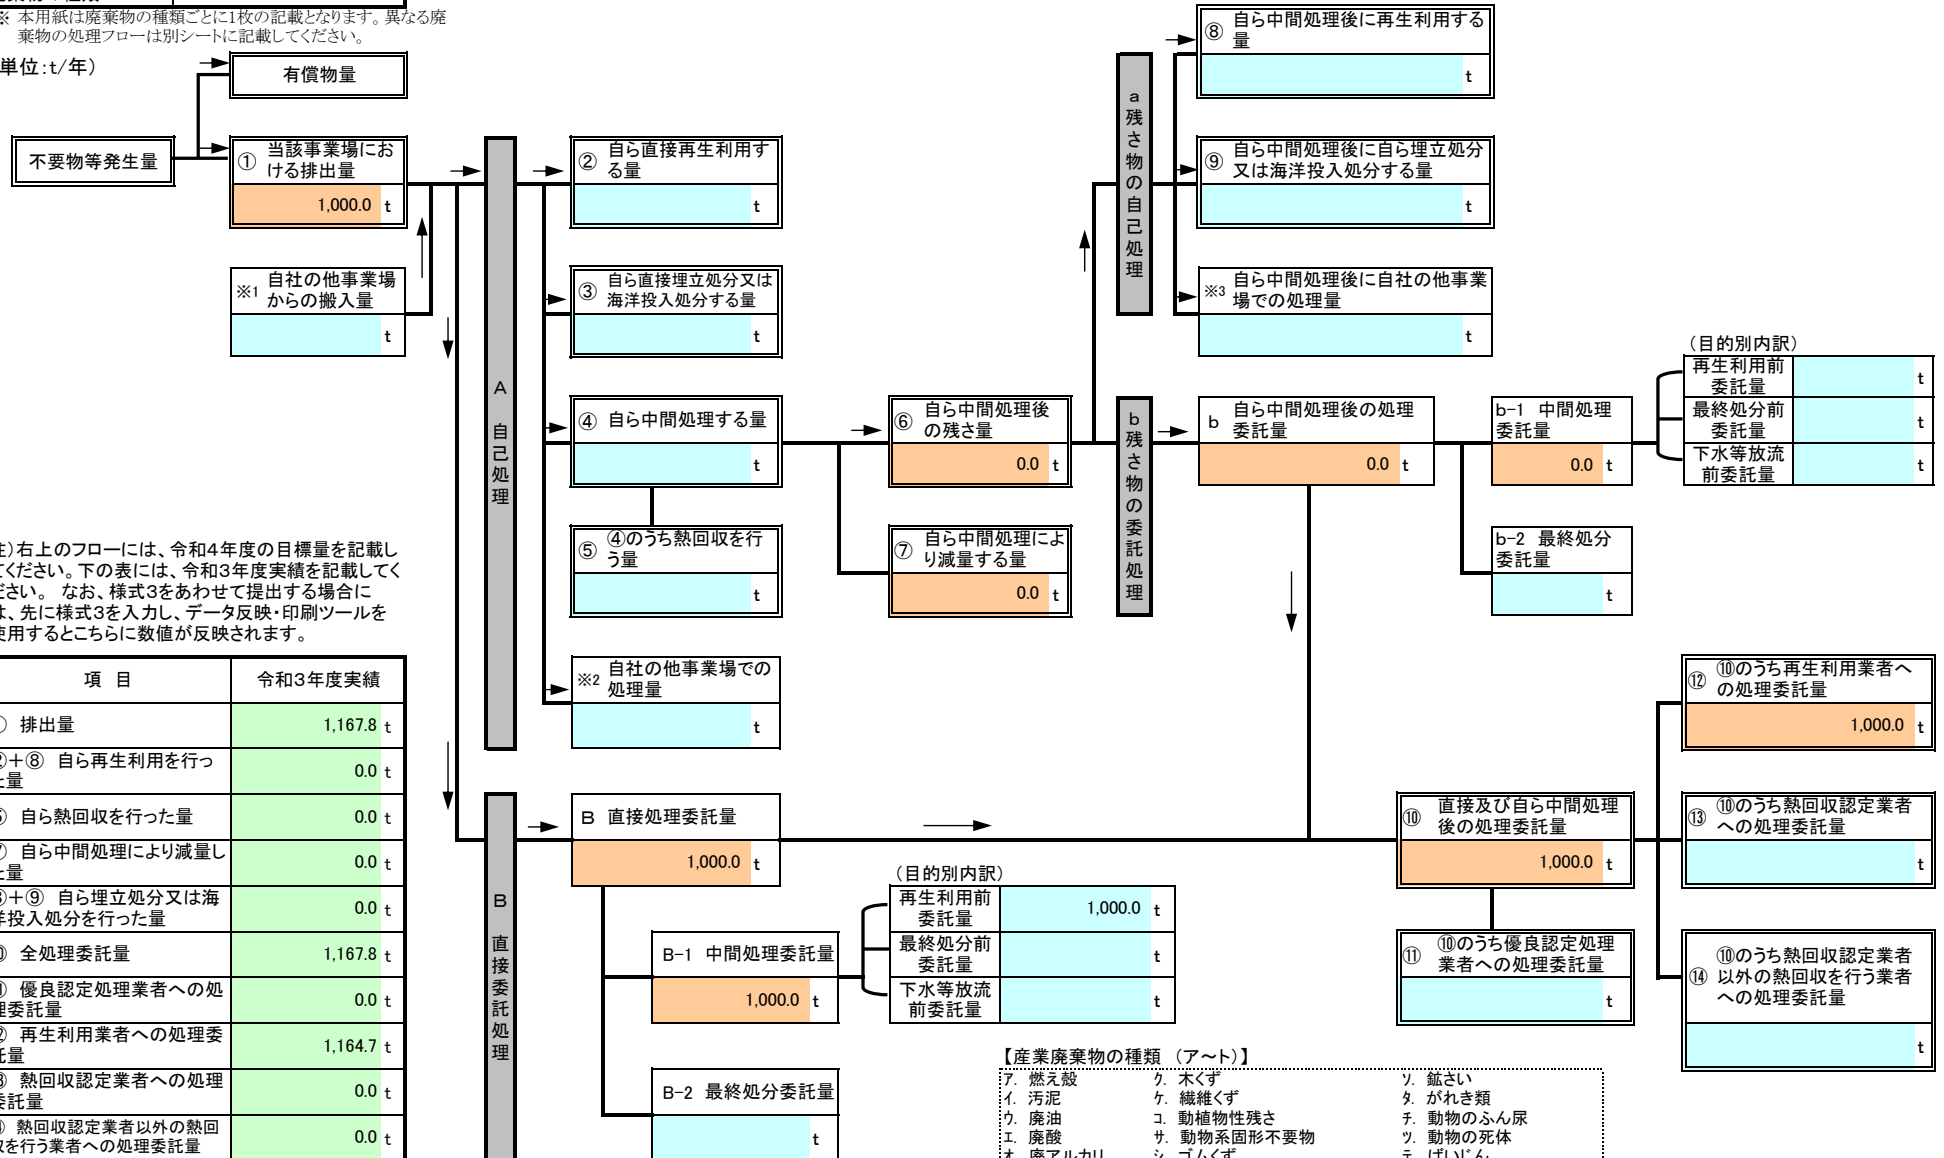 ※ 本用紙は廃棄物の種類ごとに1枚の記載となります。異なる廃
棄物の処理フローは別シートに記載してください。
単位:t/年)
有償物量
不要物等発生量
① 当該事業場にお
ける排出量
1,000.0 t
※1 自社の他事業場
からの搬入量
t
A 自己処理
② 自ら直接再生利用す
る量
t
③ 自ら直接埋立処分又は
海洋投入処分する量
t
④ 自ら中間処理する量
t
⑤ ④のうち熱回収を行
う量
t
※2 自社の他事業場での
処理量
t
⑥ 自ら中間処理後
の残さ量
0.0 t
⑦ 自ら中間処理によ
り減量する量
0.0 t
a 残さ物の自己処理
⑧ 自ら中間処理後に再生利用する
量
t
⑨ 自ら中間処理後に自ら埋立処分
又は海洋投入処分する量
t
※3 自ら中間処理後に自社の他事業
場での処理量
t
b 残さ物の委託処理
b 自ら中間処理後の処理
委託量
0.0 t
b-1 中間処理
委託量
0.0 t
(目的別内訳)
再生利用前
委託量
t
最終処分前
委託量
t
下水等放流
前委託量
t
b-2 最終処分
委託量
t
注)右上のフローには、令和4年度の目標量を記載し
てください。下の表には、令和3年度実績を記載してく
ださい。 なお、様式3をあわせて提出する場合に
は、先に様式3を入力し、データ反映・印刷ツールを
使用するとこちらに数値が反映されます。
項 目 令和3年度実績
① 排出量 1,167.8 t
②+⑧ 自ら再生利用を行っ
た量 0.0 t
⑤ 自ら熱回収を行った量 0.0 t
⑦ 自ら中間処理により減量し
た量 0.0 t
③+⑨ 自ら埋立処分又は海
洋投入処分を行った量 0.0 t
⑩ 全処理委託量 1,167.8 t
⑪ 優良認定処理業者への処
理委託量 0.0 t
⑫ 再生利用業者への処理委
託量 1,164.7 t
⑬ 熱回収認定業者への処理
委託量 0.0 t
⑭ 熱回収認定業者以外の熱回
収を行う業者への処理委託量 0.0 t
B 直接委託処理
B 直接処理委託量
1,000.0 t
B-1 中間処理委託量
1,000.0 t
(目的別内訳)
再生利用前
委託量
1,000.0 t
最終処分前
委託量
t
下水等放流
前委託量
t
B-2 最終処分委託量
t
⑩ 直接及び自ら中間処理
後の処理委託量
1,000.0 t
⑪ ⑩のうち優良認定処理
業者への処理委託量
t
⑫ ⑩のうち再生利用業者へ
の処理委託量
1,000.0 t
⑬ ⑩のうち熱回収認定業者
への処理委託量
t
⑭ ⑩のうち熱回収認定業者
以外の熱回収を行う業者
への処理委託量
t
【産業廃棄物の種類 (ア～ト)】
ア. 燃え殻 ク. 木くず ソ. 鉱さい
イ. 汚泥 ケ. 繊維くず タ. がれき類
ウ. 廃油 コ. 動植物性残さ チ. 動物のふん尿
エ. 廃酸 サ. 動物系固形不要物 ツ. 動物の死体
オ. 廃アルカリ シ. ゴムくず テ. ばいじん